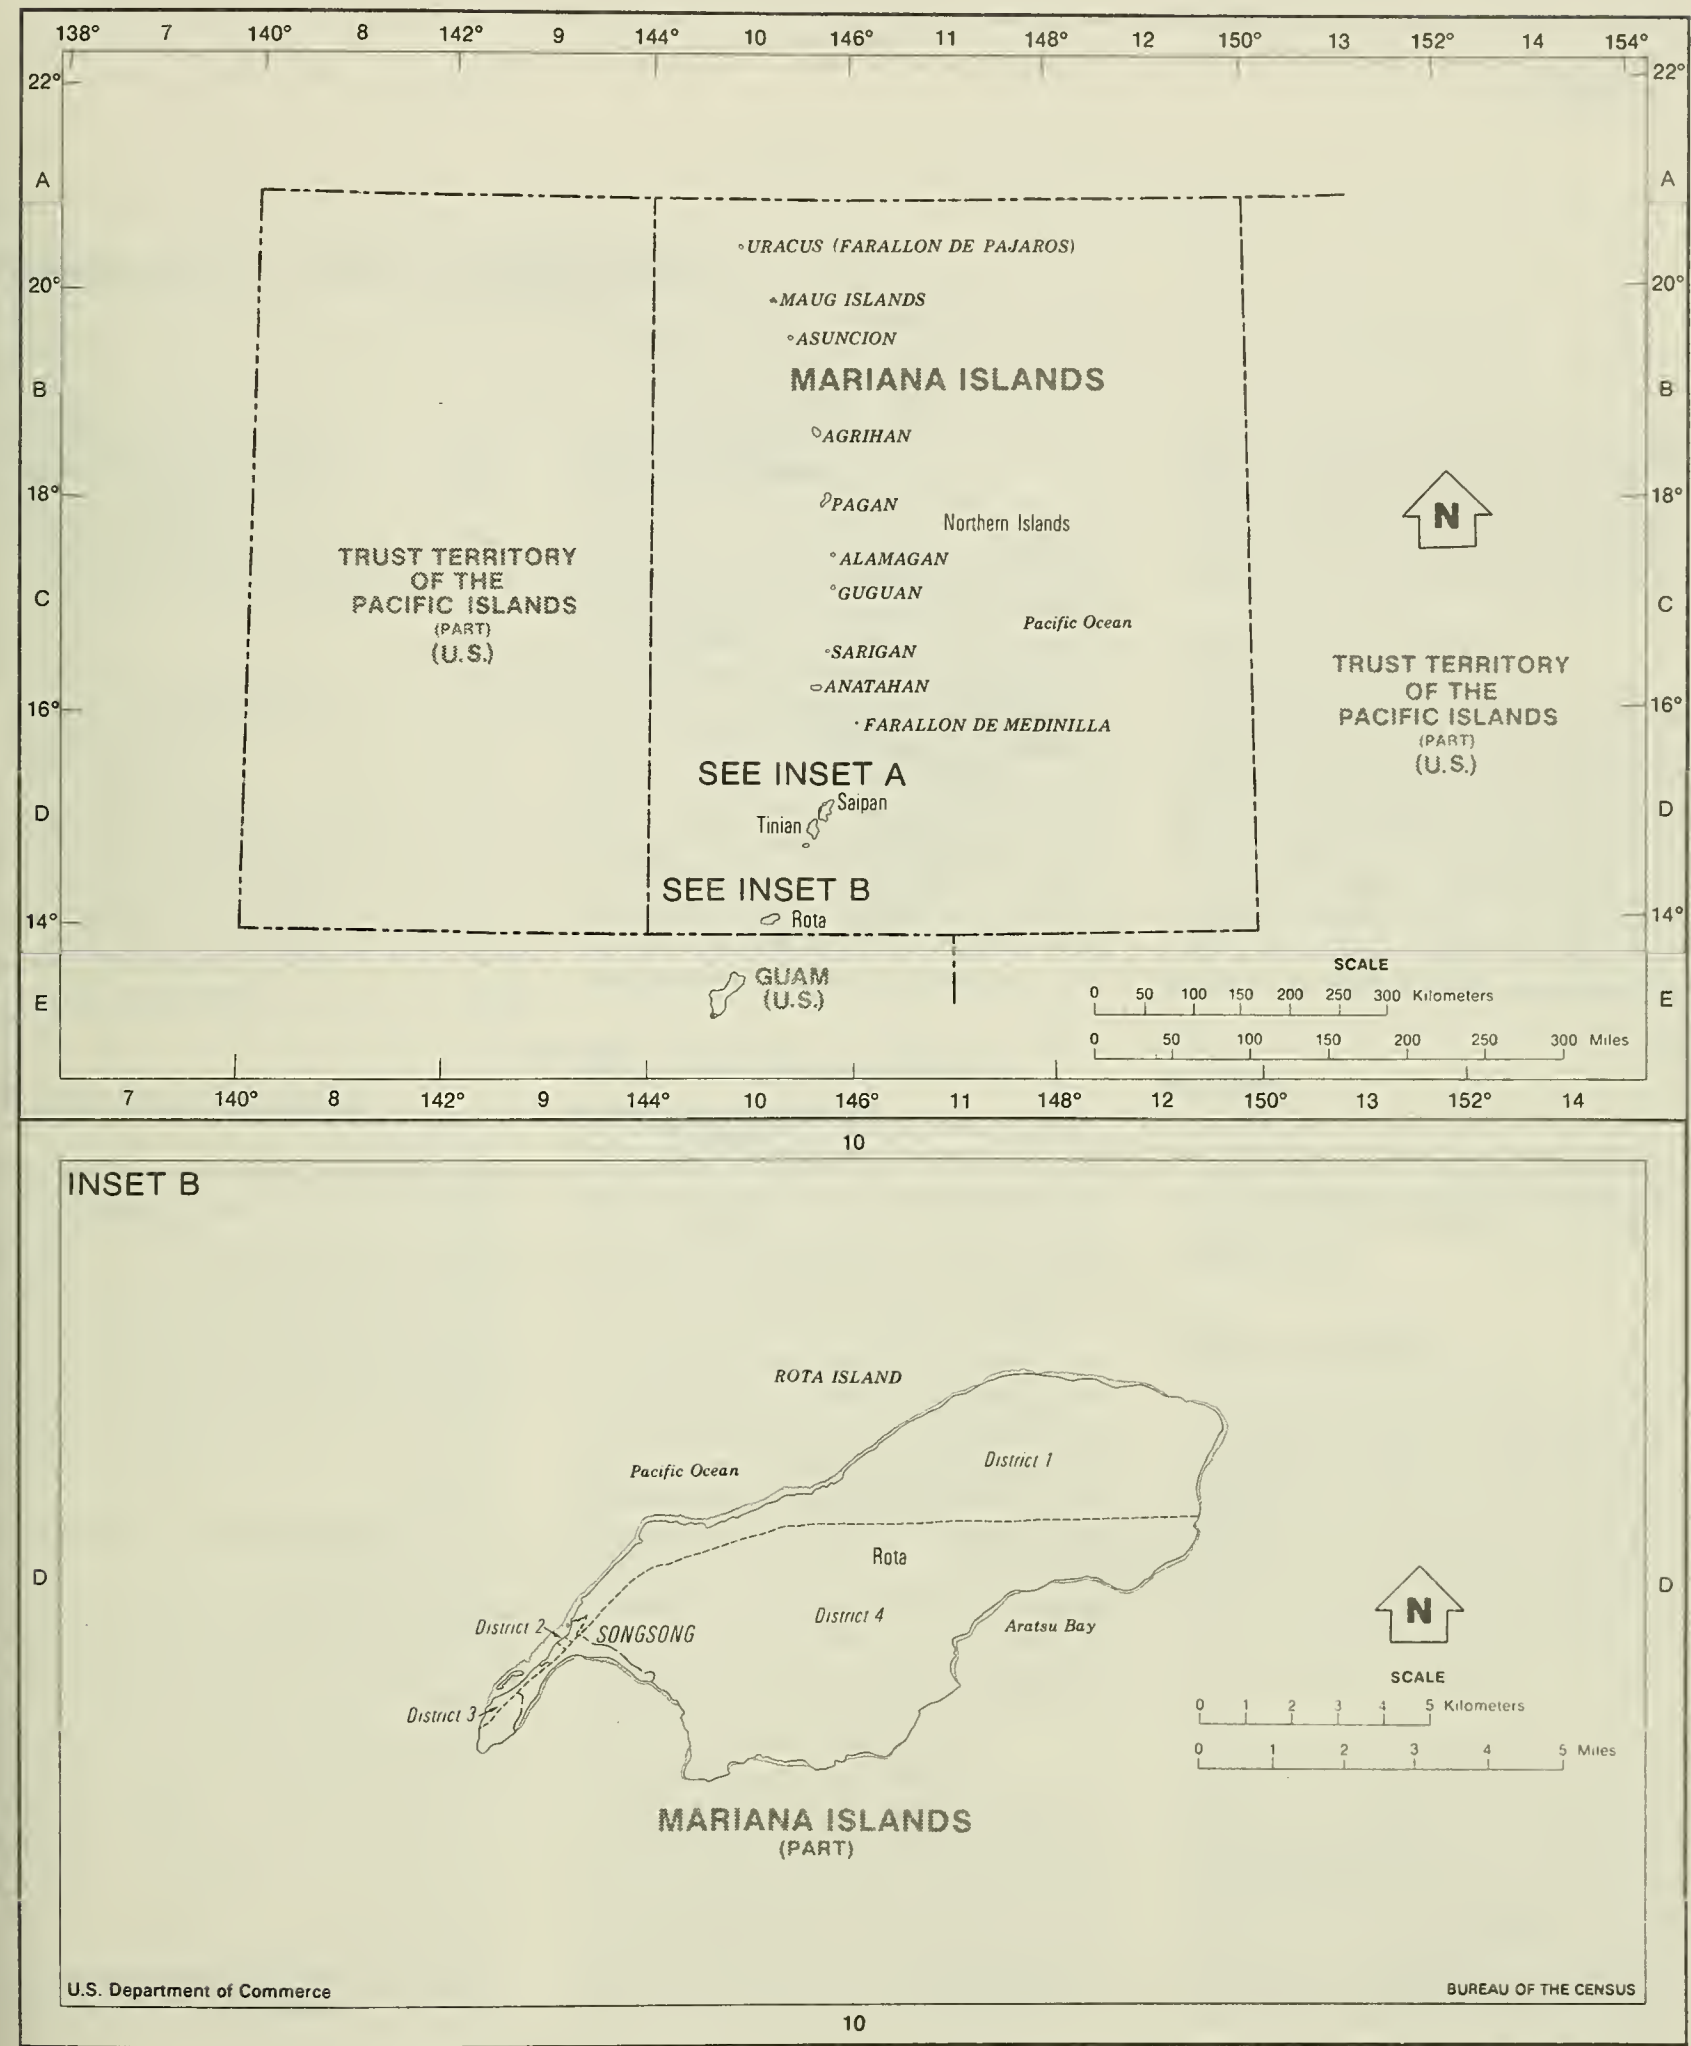 138° 7 140° 8 142° 9 144° 10 146° 11 148° 12 150° 13 152° 14 154°
22° 22°
A A
URACUS (FARALLON DE PAJAROS)
20° 20°
MAUG ISLANDS
ASUNCION
MARIANA ISLANDS
B B
AGRIHAN
18° 18°
PAGAN
Northern Islands
N
TRUST TERRITORY
OF THE
PACIFIC ISLANDS
(PART)
(U.S.)
ALAMAGAN
C C
GUGUAN
Pacific Ocean
SARIGAN
ANATAHAN
TRUST TERRITORY
OF THE
PACIFIC ISLANDS
(PART)
(U.S.)
16° 16°
FARALLON DE MEDINILLA
SEE INSET A
Saipan
D D
Tinian
SEE INSET B
14° 14°
Rota
GUAM
(U.S.)
E E
SCALE
0 50 100 150 200 250 300 Kilometers
0 50 100 150 200 250 300 Miles
7 140° 8 142° 9 144° 10 146° 11 148° 12 150° 13 152° 14
10
INSET B
ROTA ISLAND
District 1
Pacific Ocean
Rota
D D
District 4
District 2
SONGSONG
Aratsu Bay
N
District 3
SCALE
0 1 2 3 4 5 Kilometers
0 1 2 3 4 5 Miles
MARIANA ISLANDS
(PART)
U.S. Department of Commerce
BUREAU OF THE CENSUS
10